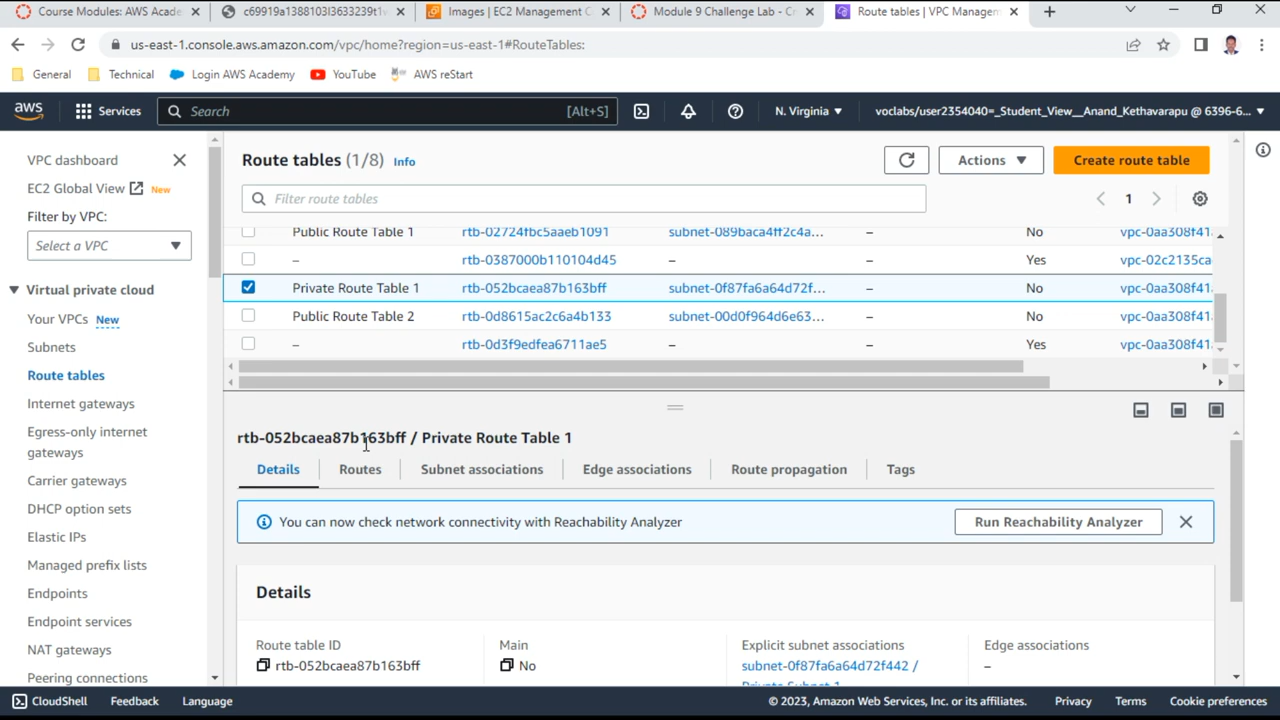 Course Modules: AWS Acade
c69919a1388103l3633239t1w
Images | EC2 Management C
Module 9 Challenge Lab - Cr
Route tables | VPC Managem
us-east-1.console.aws.amazon.com/vpc/home?region=us-east-1#RouteTables:
General
Technical
Login AWS Academy
YouTube
AWS reStart
aws
Services
Search
[Alt+S]
N. Virginia
voclabs/user2354040=_Student_View__Anand_Kethavarapu @ 6396-6...
VPC dashboard
EC2 Global View New
Filter by VPC:
Select a VPC
Virtual private cloud
Your VPCs New
Subnets
Route tables
Internet gateways
Egress-only internet
gateways
Carrier gateways
DHCP option sets
Elastic IPs
Managed prefix lists
Endpoints
Endpoint services
NAT gateways
Peering connections
Route tables (1/8) Info
Actions
Create route table
Filter route tables
1
Public Route Table 1 rtb-02724fbc5aaeb1091 subnet-089baca4ff2c4a... – No vpc-0aa308f41
– rtb-0387000b110104d45 – – Yes vpc-02c2135ca
Private Route Table 1 rtb-052bcaea87b163bff subnet-0f87fa6a64d72f... – No vpc-0aa308f41
Public Route Table 2 rtb-0d8615ac2c6a4b133 subnet-00d0f964d6e63... – No vpc-0aa308f41
– rtb-0d3f9edfea6711ae5 – – Yes vpc-0aa308f41
rtb-052bcaea87b163bff / Private Route Table 1
Details
Routes
Subnet associations
Edge associations
Route propagation
Tags
You can now check network connectivity with Reachability Analyzer
Run Reachability Analyzer
Details
Route table ID
rtb-052bcaea87b163bff
Main
No
Explicit subnet associations
subnet-0f87fa6a64d72f442 /
Private Subnet 1
Edge associations
–
CloudShell
Feedback
Language
© 2023, Amazon Web Services, Inc. or its affiliates.
Privacy
Terms
Cookie preferences